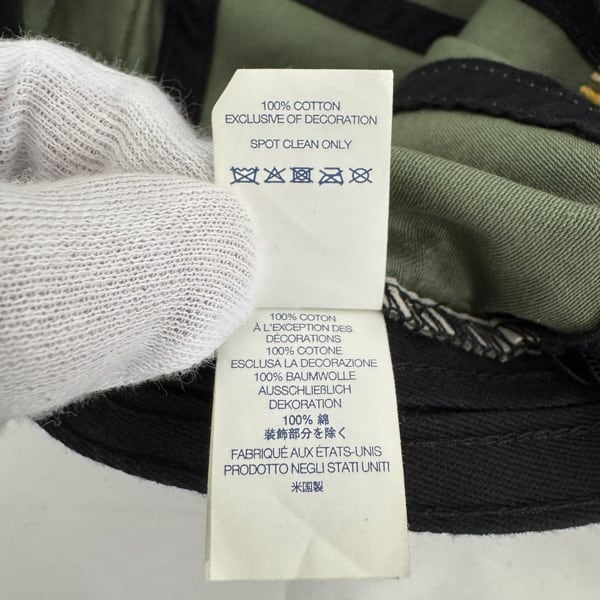 100% COTTON
EXCLUSIVE OF DECORATION
SPOT CLEAN ONLY
100% COTON
À L'EXCEPTION DES
DÉCORATIONS
100% COTONE
ESCLUSA LA DECORAZIONE
100% BAUMWOLLE
AUSSCHLIEßLICH
DEKORATION
100% 綿
装飾部分を除く
FABRIQUÉ AUX ÉTATS-UNIS
PRODOTTO NEGLI STATI UNITI
米国製